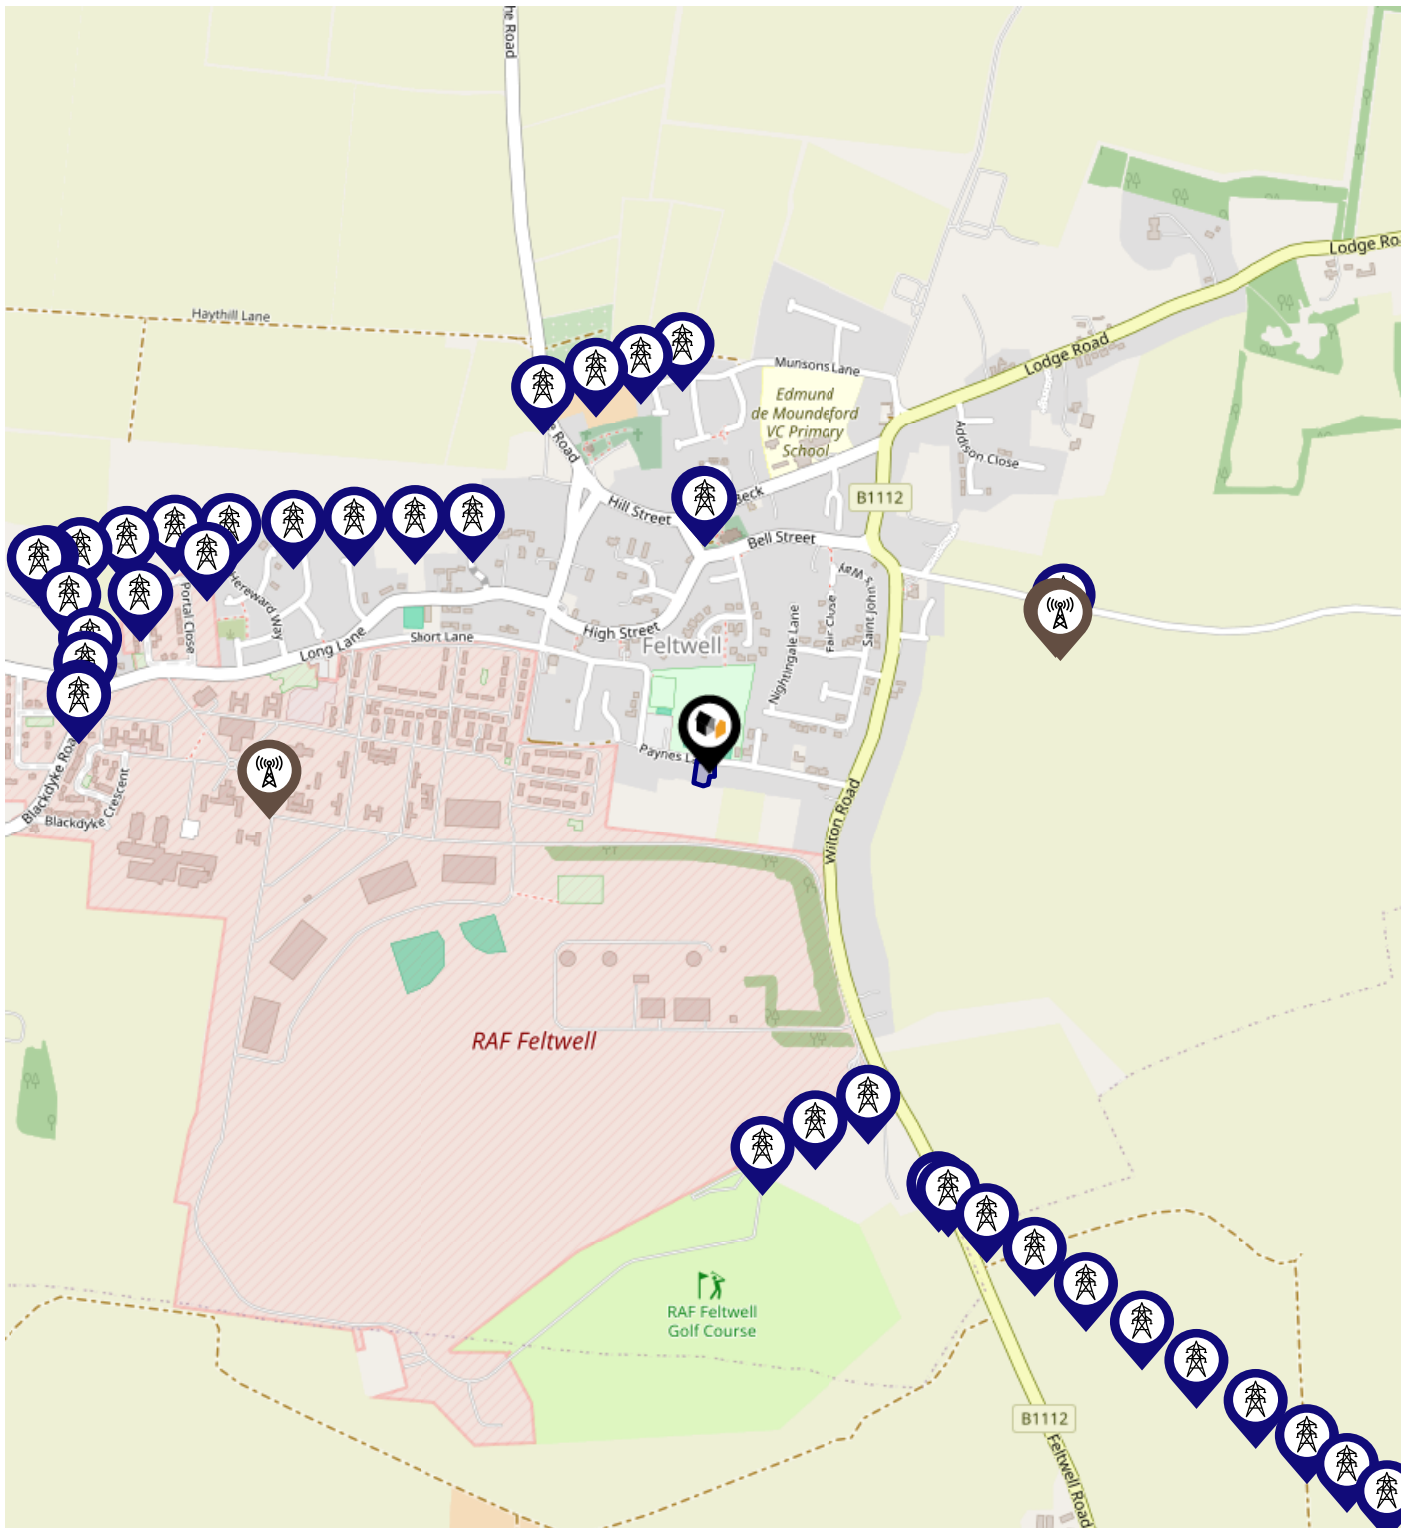 he Road
Lodge Ro
Haythill Lane
Lodge Road
Munsons Lane
Edmund
de Moundeford
VC Primary
School
e Road
Addison Close
B1112
Beck
Hill Street
Bell Street
s Way
Saint John's
Portal Close
Hereward Way
Fair Close
Nightingale Lane
High Street
Long Lane
Short Lane
Feltwell
Paynes L
Blackdyke Roa
Blackdyke Crescent
Wilton Road
RAF Feltwell
RAF Feltwell
Golf Course
B1112
Feltwell Road